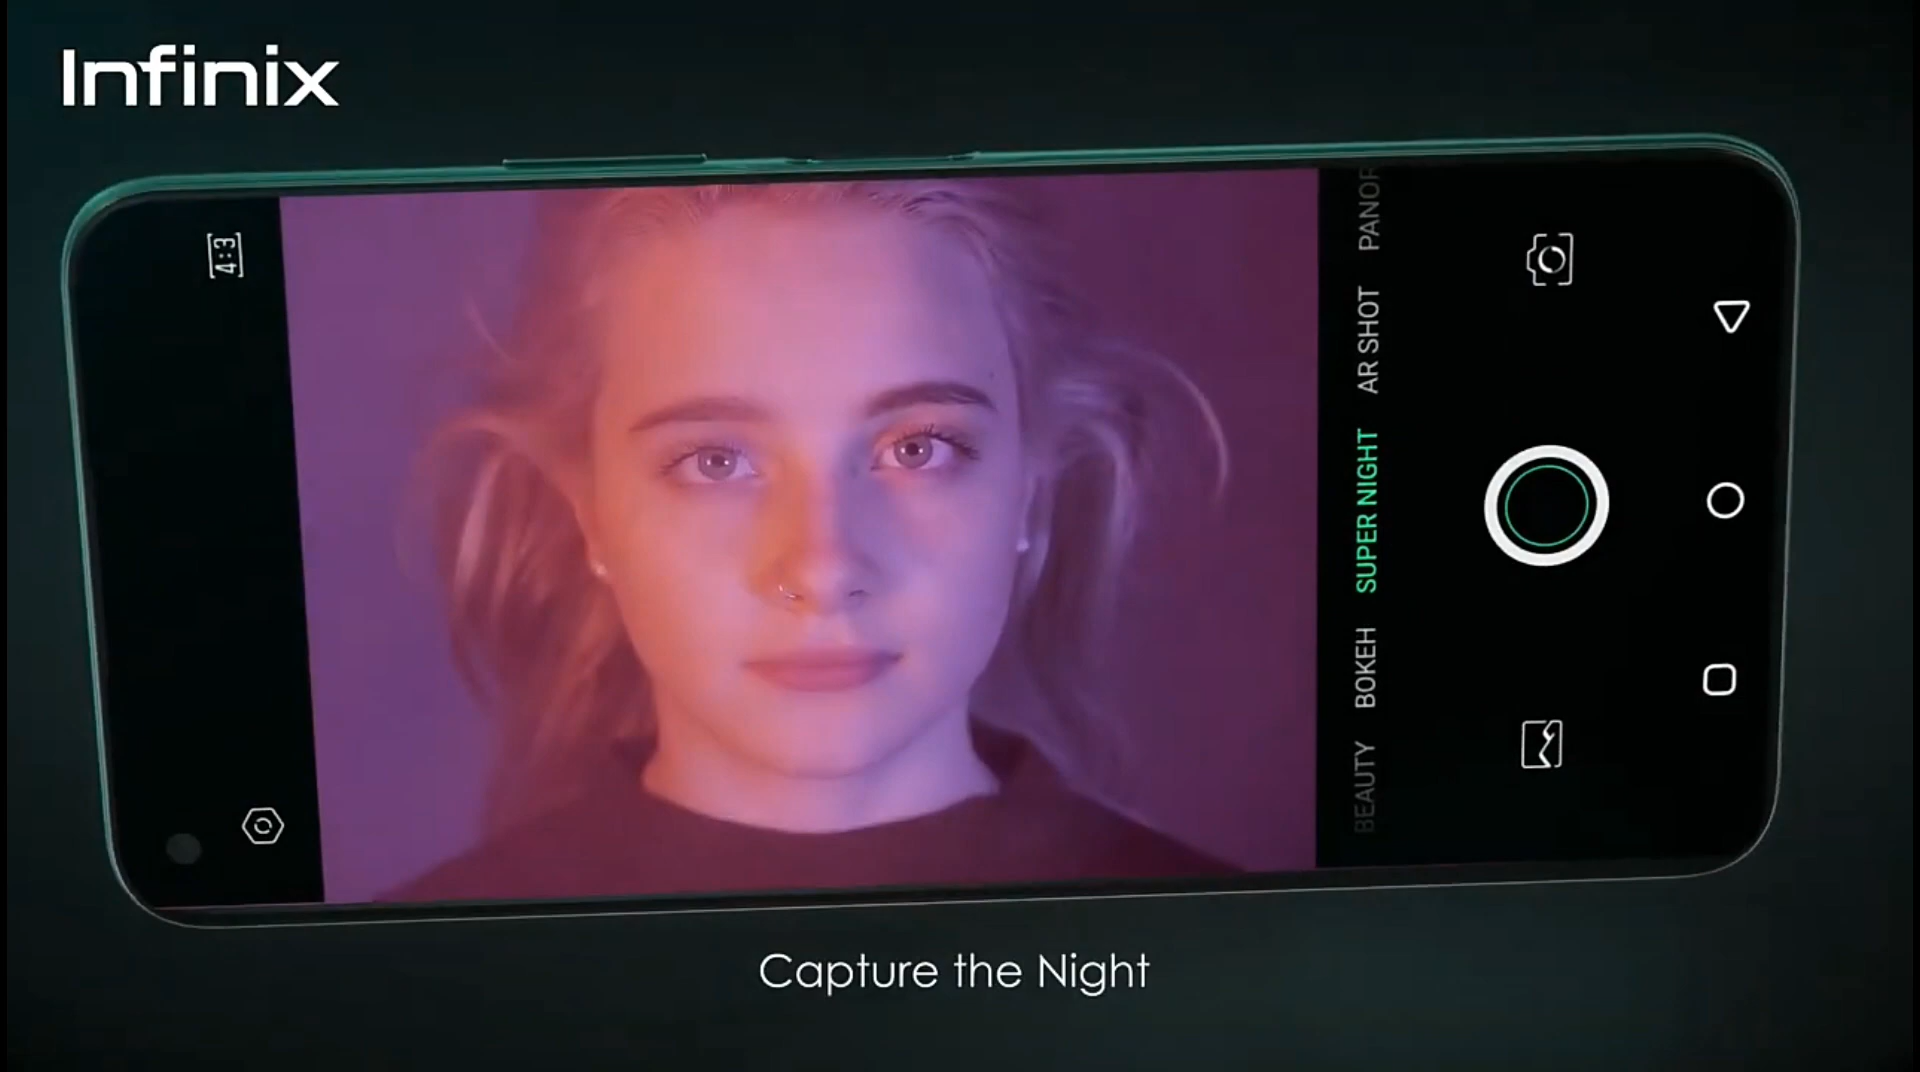 Infinix
4:3
PANOR
AR SHOT
SUPER NIGHT
BOKEH
BEAUTY
Capture the Night